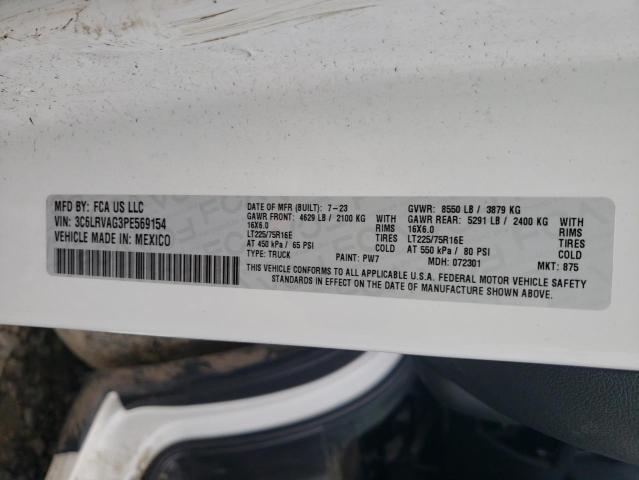 MFD BY: FCA US LLC
VIN: 3C6LRVAG3PE569154
VEHICLE MADE IN: MEXICO
DATE OF MFR (BUILT): 7-23 GVWR: 8550 LB / 3879 KG
GAWR FRONT: 4629 LB / 2100 KG WITH GAWR REAR: 5291 LB / 2400 KG WITH
16X6.0 RIMS 16X6.0 RIMS
LT225/75R16E TIRES LT225/75R16E TIRES
AT 450 kPa / 65 PSI COLD AT 550 kPa / 80 PSI COLD
TYPE: TRUCK PAINT: PW7 MDH: 072301 MKT: 875
THIS VEHICLE CONFORMS TO ALL APPLICABLE U.S.A. FEDERAL MOTOR VEHICLE SAFETY
STANDARDS IN EFFECT ON THE DATE OF MANUFACTURE SHOWN ABOVE.